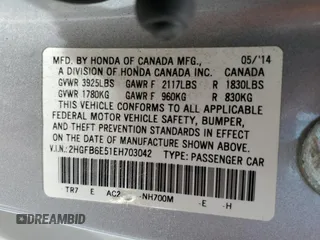 MFD. BY HONDA OF CANADA MFG., 05/'14
A DIVISION OF HONDA CANADA INC. CANADA
GVWR 3925LBS GAWR F 2117LBS R 1830LBS
GVWR 1780KG GAWR F 960KG R 830KG
THIS VEHICLE CONFORMS TO ALL APPLICABLE
FEDERAL MOTOR VEHICLE SAFETY, BUMPER,
AND THEFT PREVENTION STANDARDS IN EFFECT
ON THE DATE OF MANUFACTURE SHOWN ABOVE.
V.I.N.: 2HGFB6E51EH703042 TYPE: PASSENGER CAR
TR7 E AC2 NH700M -E -H
DREAMBID